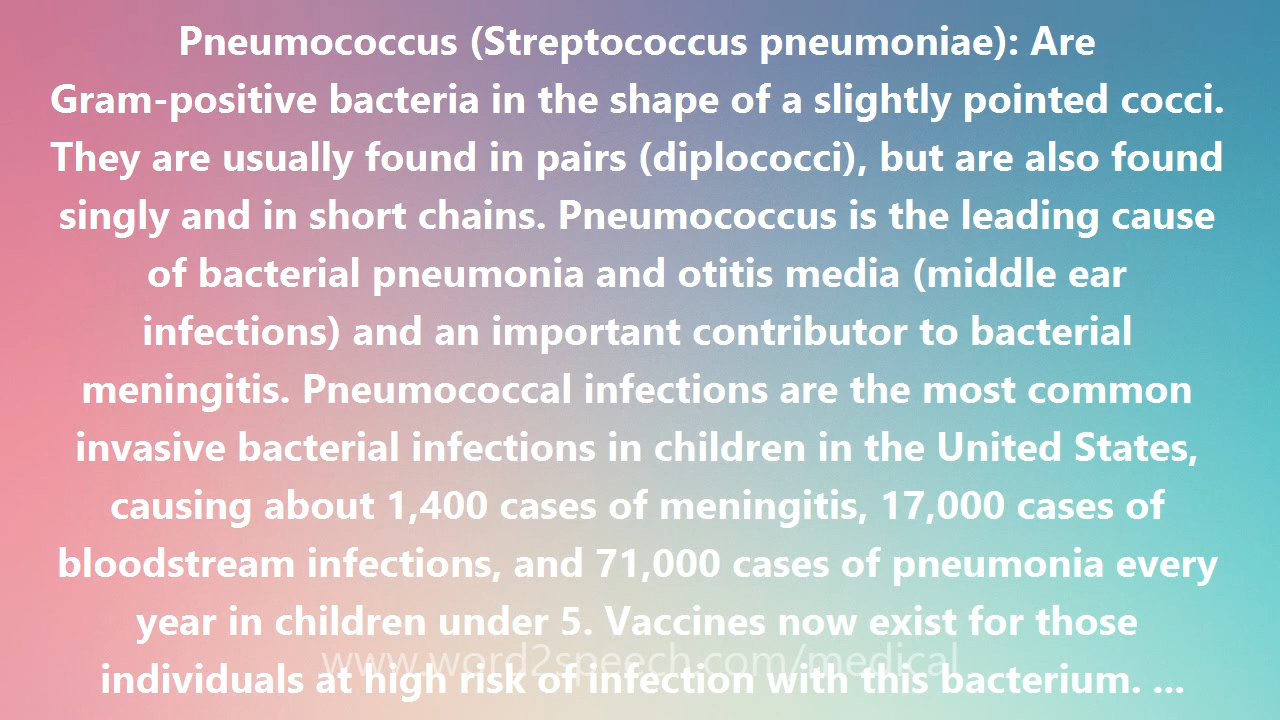 Pneumococcus (Streptococcus pneumoniae): Are
Gram-positive bacteria in the shape of a slightly pointed cocci.
They are usually found in pairs (diplococci), but are also found
singly and in short chains. Pneumococcus is the leading cause
of bacterial pneumonia and otitis media (middle ear
infections) and an important contributor to bacterial
meningitis. Pneumococcal infections are the most common
invasive bacterial infections in children in the United States,
causing about 1,400 cases of meningitis, 17,000 cases of
bloodstream infections, and 71,000 cases of pneumonia every
year in children under 5. Vaccines now exist for those
www.word2speech.com/medical
individuals at high risk of infection with this bacterium. ...